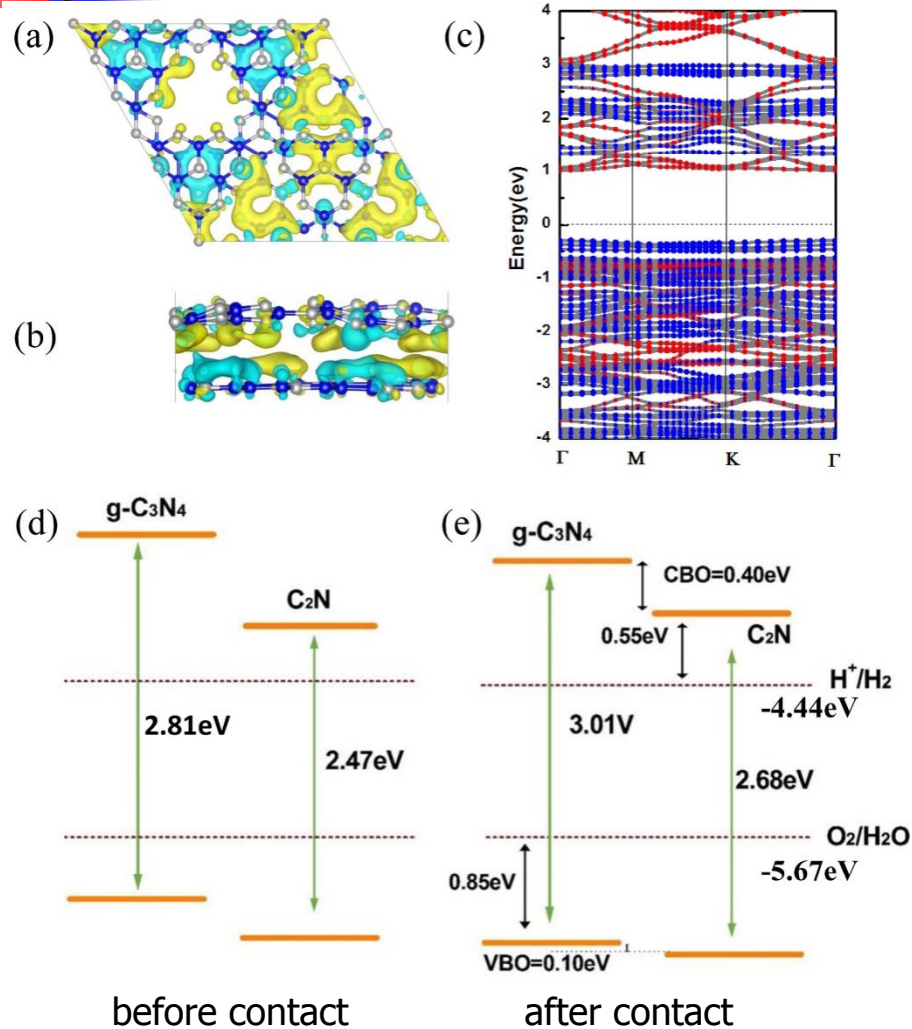 (a)
(b)
(c)
Energy(ev)
4
3
2
1
0
-1
-2
-3
-4
Γ M K Γ
(d)
g-C₃N₄
C₂N
2.81eV
2.47eV
before contact
(e)
g-C₃N₄
CBO=0.40eV
0.55eV
C₂N
H⁺/H₂
-4.44eV
3.01V
2.68eV
O₂/H₂O
-5.67eV
0.85eV
VBO=0.10eV
after contact